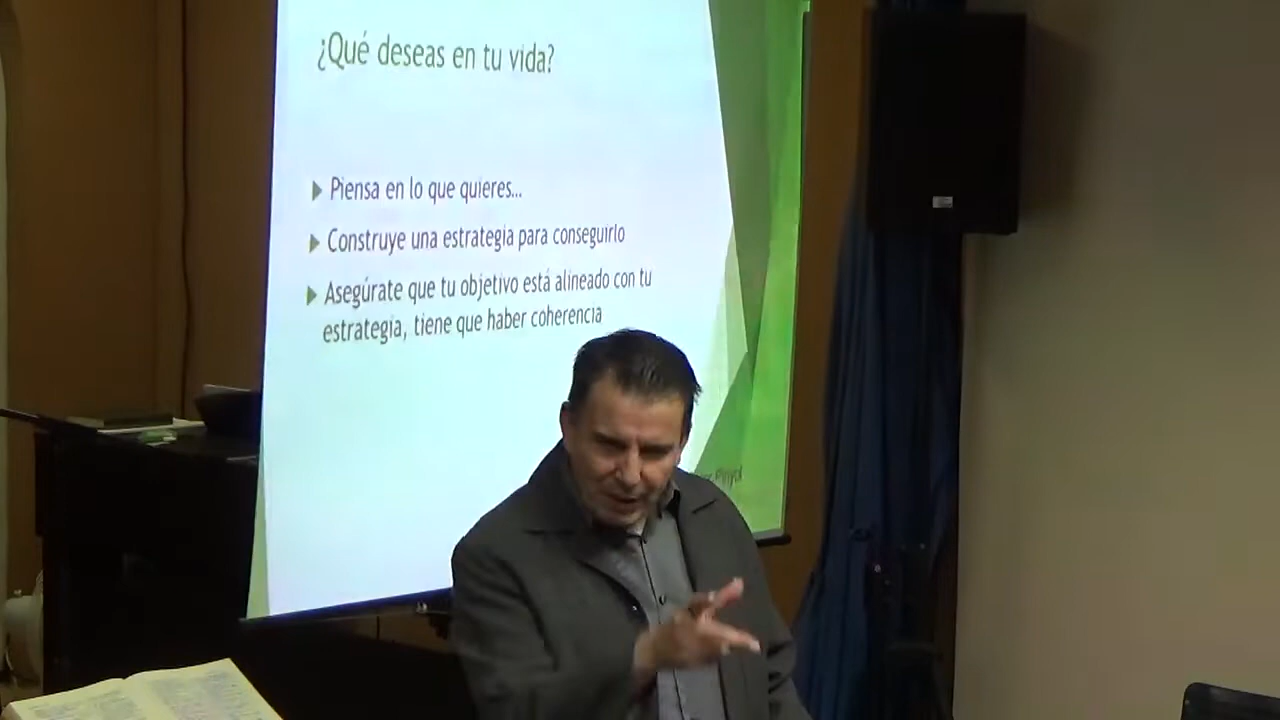 ¿Qué deseas en tu vida?
Piensa en lo que quieres...
Construye una estrategia para conseguirlo
Asegúrate que tu objetivo está alineado con tu
estrategia, tiene que haber coherencia